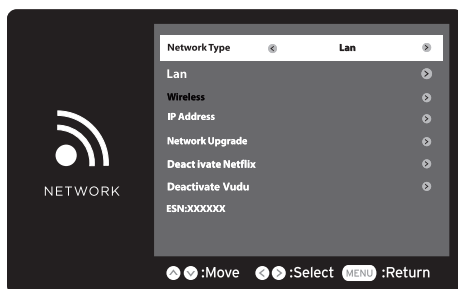 Network Type Lan
Lan
Wireless
IP Address
Network Upgrade
Deact ivate Netflix
Deactivate Vudu
ESN:XXXXXX
NETWORK
:Move :Select MENU :Return